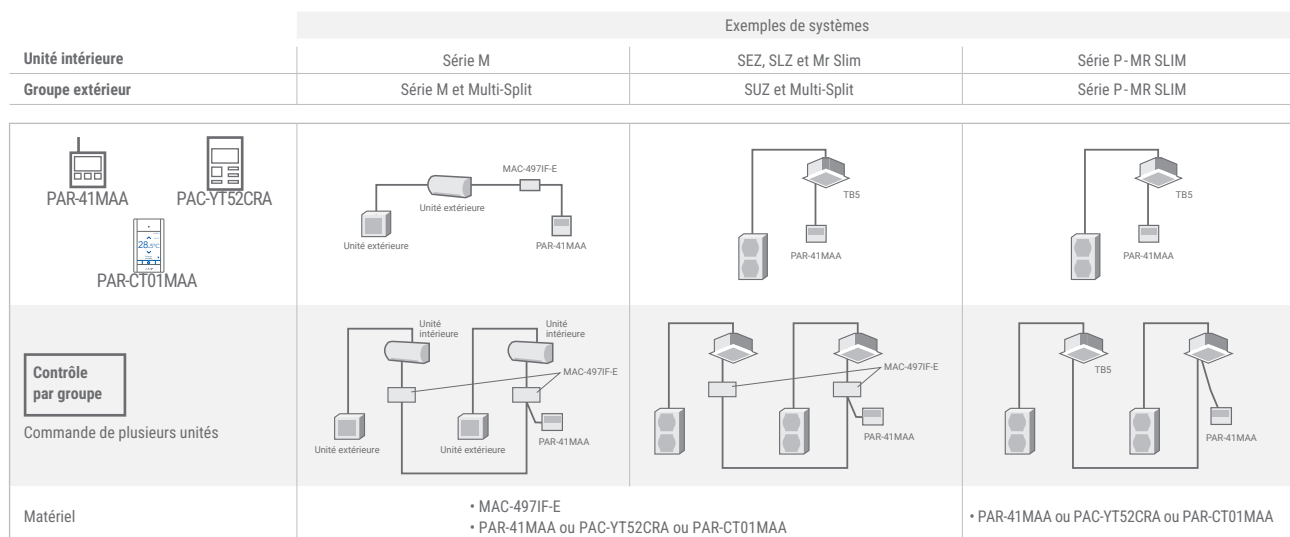 Exemples de systèmes
Unité intérieure
Série M
SEZ, SLZ et Mr Slim
Série P - MR SLIM
Groupe extérieur
Série M et Multi-Split
SUZ et Multi-Split
Série P - MR SLIM
PAR-41MAA
PAC-YT52CRA
28.5°C
PAR-CT01MAA
MAC-497IF-E
Unité extérieure
Unité extérieure
PAR-41MAA
TB5
PAR-41MAA
TB5
PAR-41MAA
Contrôle
par groupe
Commande de plusieurs unités
Unité
intérieure
Unité
intérieure
MAC-497IF-E
PAR-41MAA
Unité extérieure
Unité extérieure
MAC-497IF-E
PAR-41MAA
TB5
PAR-41MAA
Matériel
• MAC-497IF-E
• PAR-41MAA ou PAC-YT52CRA ou PAR-CT01MAA
• PAR-41MAA ou PAC-YT52CRA ou PAR-CT01MAA